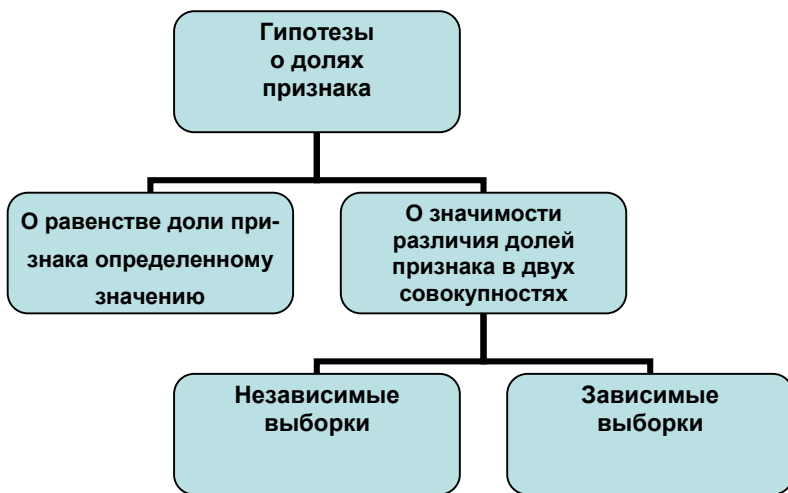 Гипотезы
о долях
признака
О равенстве доли при-
знака определенному
значению
О значимости
различия долей
признака в двух
совокупностях
Независимые
выборки
Зависимые
выборки